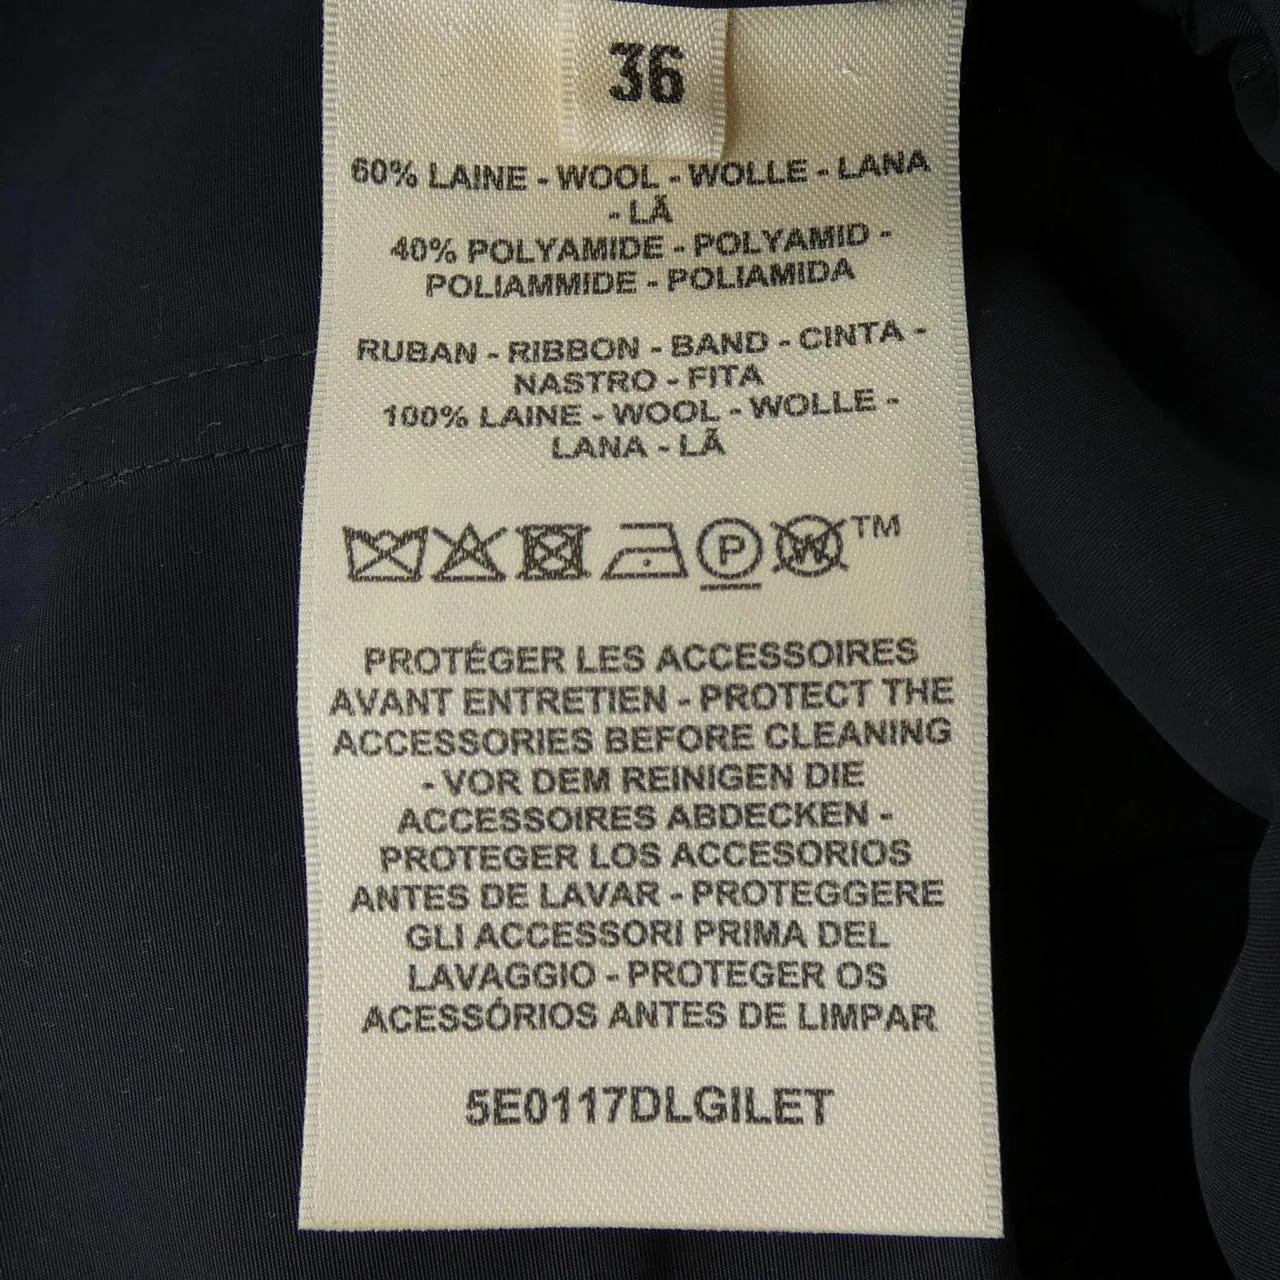 36
60% LAINE - WOOL - WOLLE - LANA
- LÃ
40% POLYAMIDE - POLYAMID -
POLIAMMIDE - POLIAMIDA
RUBAN - RIBBON - BAND - CINTA -
NASTRO - FITA
100% LAINE - WOOL - WOLLE -
LANA - LÃ
P W TM
PROTÉGER LES ACCESSOIRES
AVANT ENTRETIEN - PROTECT THE
ACCESSORIES BEFORE CLEANING
- VOR DEM REINIGEN DIE
ACCESSOIRES ABDECKEN -
PROTEGER LOS ACCESORIOS
ANTES DE LAVAR - PROTEGGERE
GLI ACCESSORI PRIMA DEL
LAVAGGIO - PROTEGER OS
ACESSÓRIOS ANTES DE LIMPAR
5E0117DLGILET